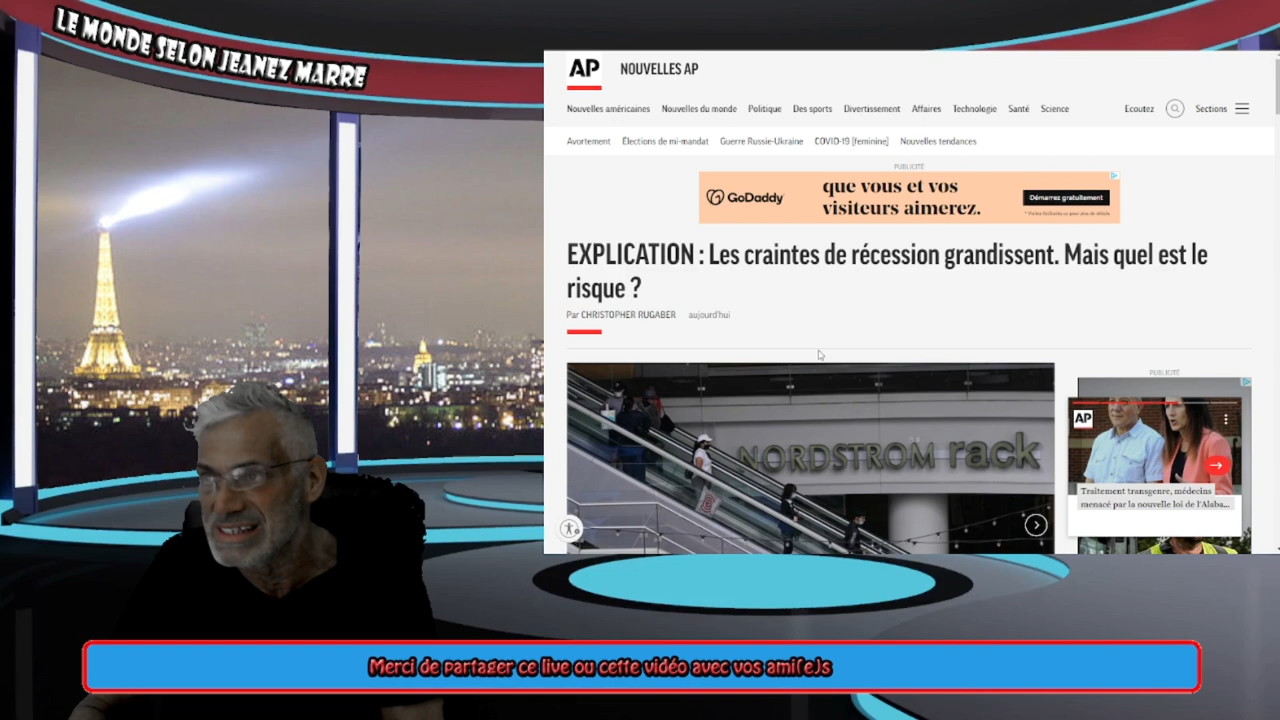 LE MONDE SELON JEANEZ MARRE
AP
NOUVELLES AP
Nouvelles américaines Nouvelles du monde Politique Des sports Divertissement Affaires Technologie Santé Science Ecoutez Sections
Avortement Élections de mi-mandat Guerre Russie-Ukraine COVID-19 [feminine] Nouvelles tendances
PUBLICITÉ
GoDaddy
que vous et vos
visiteurs aimerez.
Démarrez gratuitement
EXPLICATION : Les craintes de récession grandissent. Mais quel est le
risque ?
Par CHRISTOPHER RUGABER aujourd'hui
NORDSTROM rack
PUBLICITÉ
AP
Traitement transgenre, médecins
menacé par la nouvelle loi de l'Alaba...
Merci de partager ce live ou cette vidéo avec vos ami(e)s